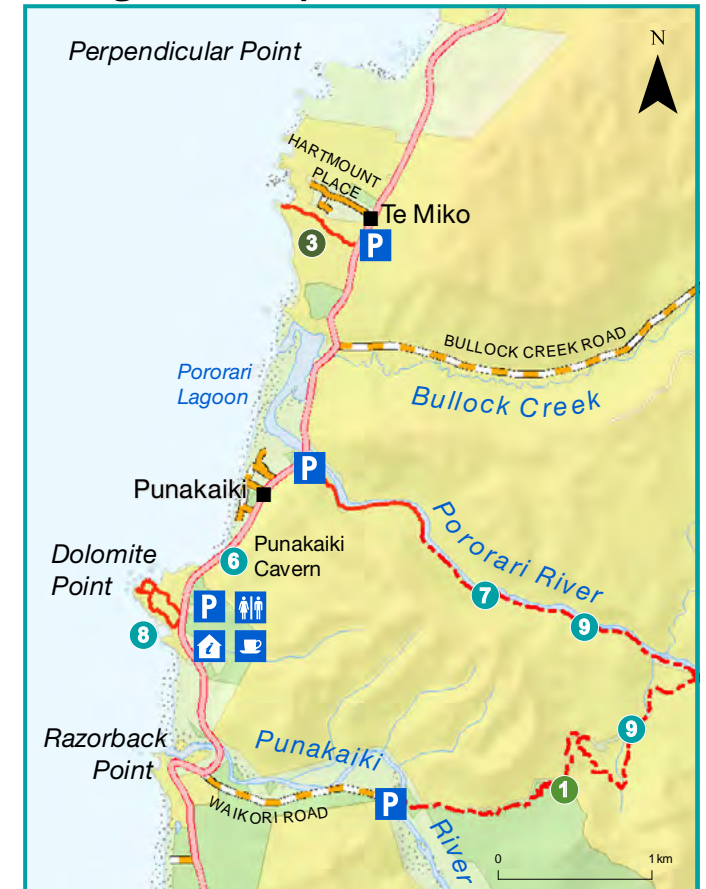 Perpendicular Point
N
HARTMOUNT
PLACE
Te Miko
3
P
BULLOCK CREEK ROAD
Bullock Creek
Pororari
Lagoon
P
Punakaiki
Pororari River
Dolomite
Point
6
Punakaiki
Cavern
7
P
8
i
9
9
Razorback
Point
Punakaiki
River
WAIKORI ROAD
P
1
0
1 km